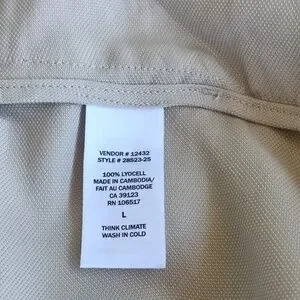 VENDOR # 12432
STYLE # 28523-25
100% LYOCELL
MADE IN CAMBODIA/
FAIT AU CAMBODGE
CA 39123
RN 106517
L
THINK CLIMATE
WASH IN COLD